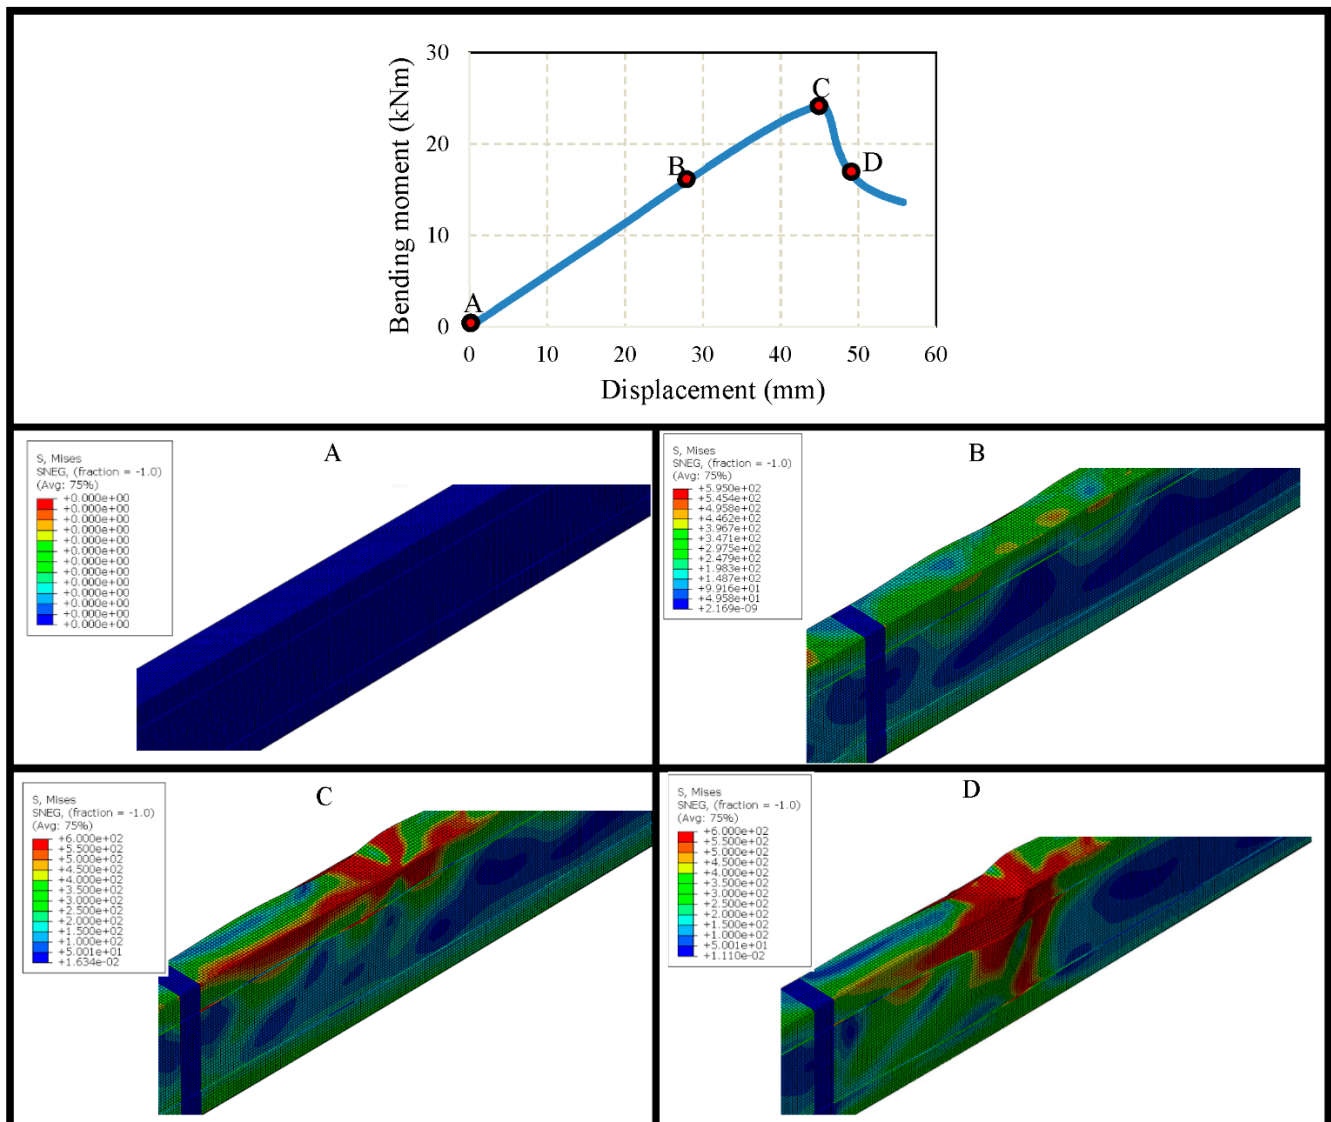 30
20
10
0
Bending moment (kNm)
A
B
C
D
0 10 20 30 40 50 60
Displacement (mm)
A
S, Mises
SNEG, (fraction = -1.0)
(Avg: 75%)
+0.000e+00
+0.000e+00
+0.000e+00
+0.000e+00
+0.000e+00
+0.000e+00
+0.000e+00
+0.000e+00
+0.000e+00
+0.000e+00
+0.000e+00
+0.000e+00
+0.000e+00
B
S, Mises
SNEG, (fraction = -1.0)
(Avg: 75%)
+5.950e+02
+5.454e+02
+4.958e+02
+4.462e+02
+3.967e+02
+3.471e+02
+2.975e+02
+2.479e+02
+1.983e+02
+1.487e+02
+9.916e+01
+4.958e+01
+2.169e-09
C
S, Mises
SNEG, (fraction = -1.0)
(Avg: 75%)
+6.000e+02
+5.500e+02
+5.000e+02
+4.500e+02
+4.000e+02
+3.500e+02
+3.000e+02
+2.500e+02
+2.000e+02
+1.500e+02
+1.000e+02
+5.001e+01
+1.634e-02
D
S, Mises
SNEG, (fraction = -1.0)
(Avg: 75%)
+6.000e+02
+5.500e+02
+5.000e+02
+4.500e+02
+4.000e+02
+3.500e+02
+3.000e+02
+2.500e+02
+2.000e+02
+1.500e+02
+1.000e+02
+5.001e+01
+1.110e-02